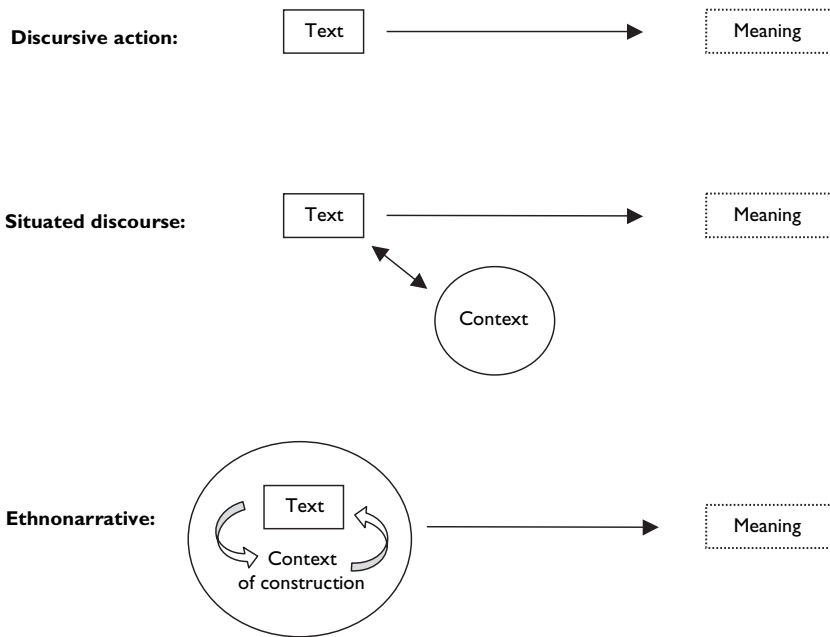 Discursive action: Text Meaning
Situated discourse: Text Meaning
Context
Ethnonarrative: Text Meaning
Context
of construction